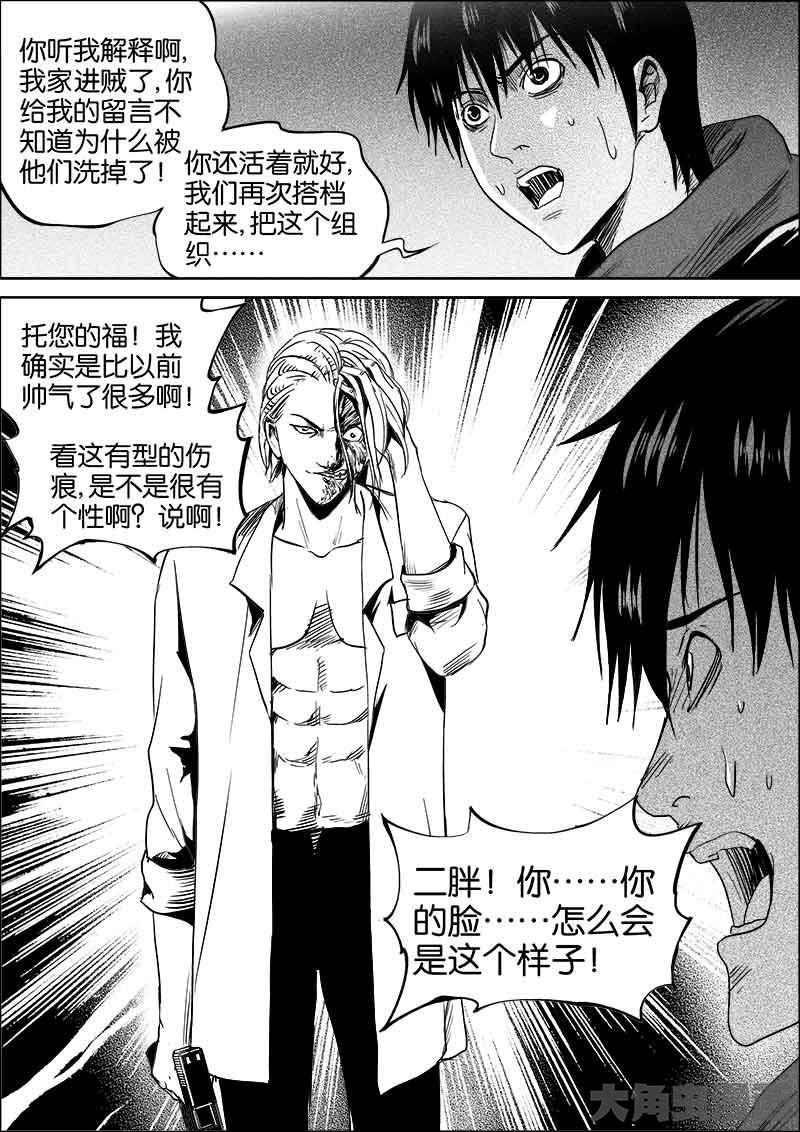 你听我解释啊,
我家进贼了,你
给我的留言不
知道为什么被
他们洗掉了!
你还活着就好,
我们再次搭档
起来,把这个组
织……
托您的福!我
确实是比以前
帅气了很多啊!
看这有型的伤
痕,是不是很有
个性啊?说啊!
二胖!你……你
的脸……怎么会
是这个样子!
大角虫